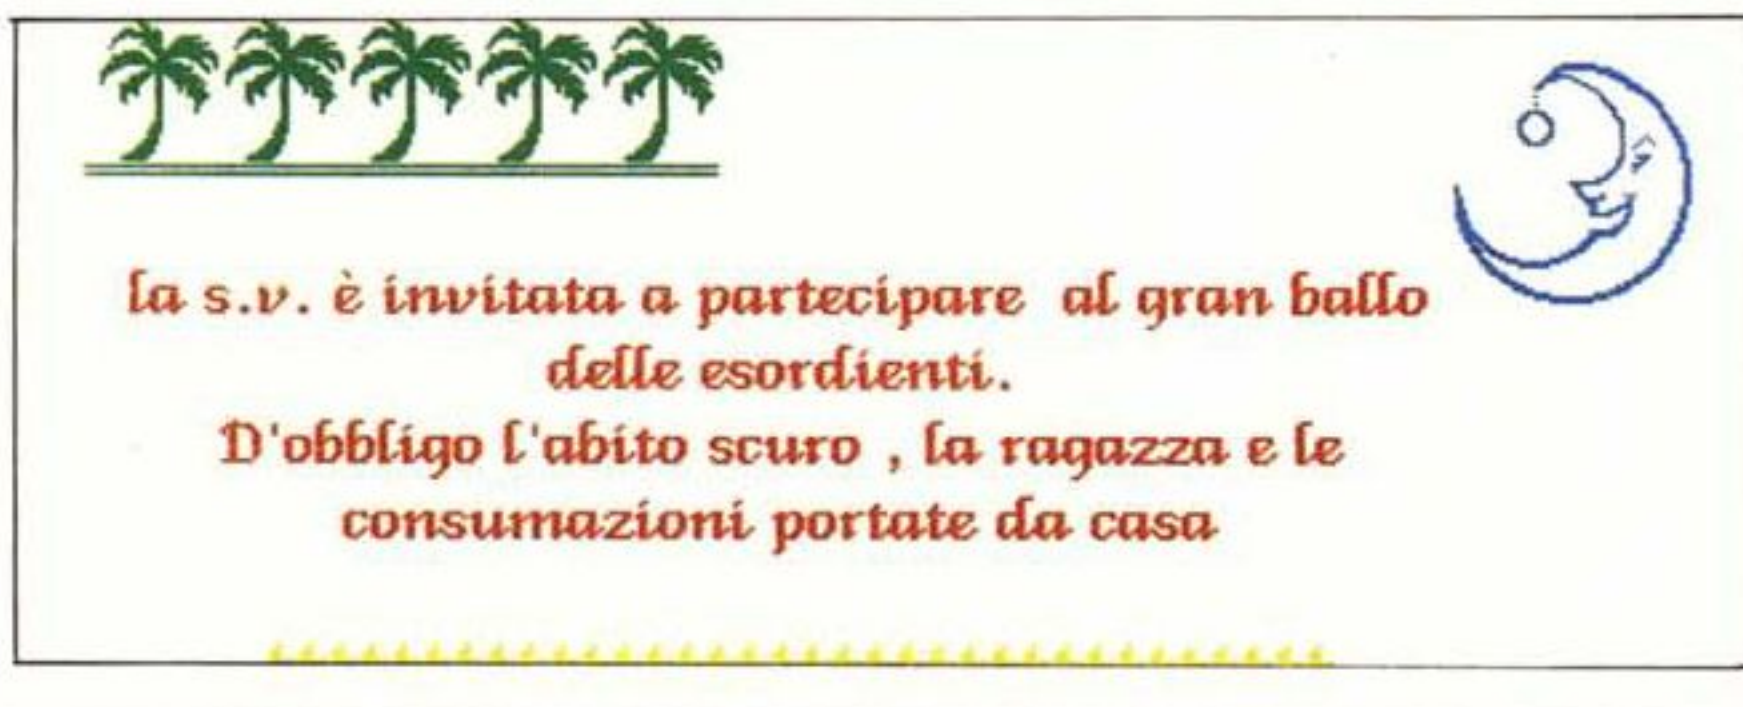 la s.v. è invitata a partecipare al gran ballo
delle esordienti.
D'obbligo l'abito scuro , la ragazza e le
consumazioni portate da casa